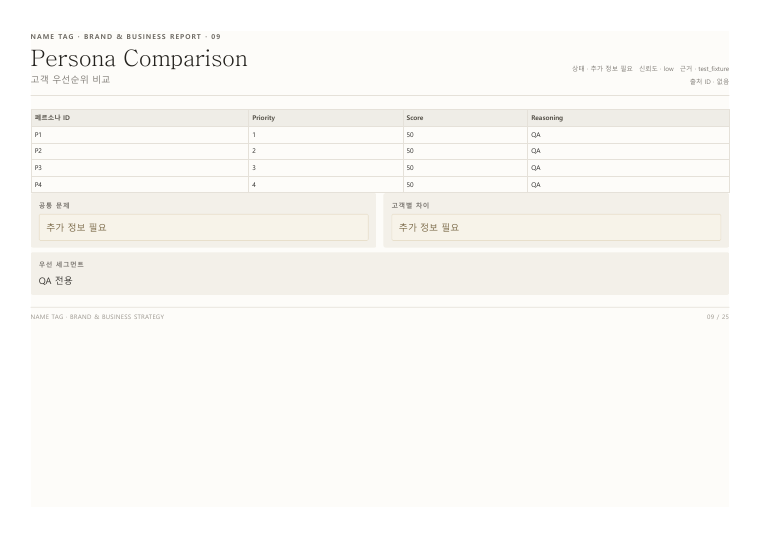 NAME TAG · BRAND & BUSINESS REPORT · 09
Persona Comparison
고객 우선순위 비교
상태 · 추가 정보 필요 신뢰도 · low 근거 · test_fixture
출처 ID · 없음
페르소나 ID Priority Score Reasoning
P1 1 50 QA
P2 2 50 QA
P3 3 50 QA
P4 4 50 QA
공통 문제
추가 정보 필요
고객별 차이
추가 정보 필요
우선 세그먼트
QA 전용
NAME TAG · BRAND & BUSINESS STRATEGY
09 / 25